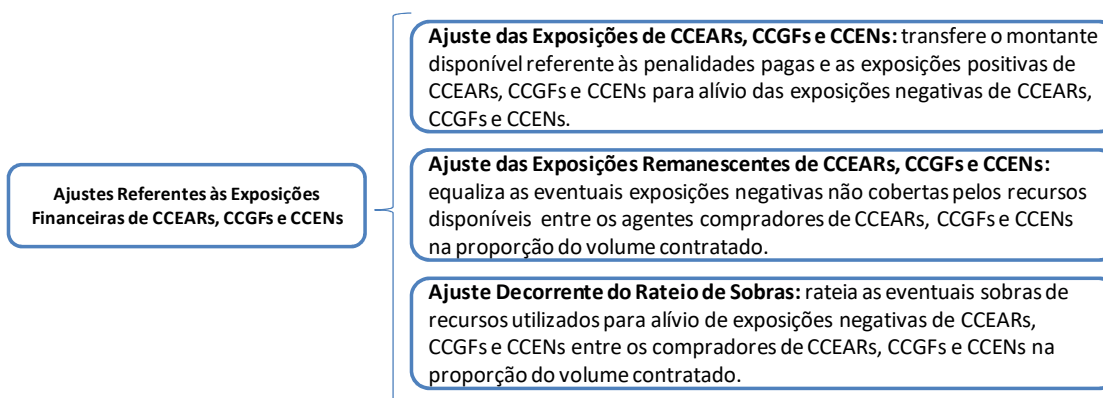 Ajustes Referentes às Exposições
Financeiras de CCEARs, CCGFs e CCENs
Ajuste das Exposições de CCEARs, CCGFs e CCENs: transfere o montante
disponível referente às penalidades pagas e as exposições positivas de
CCEARs, CCGFs e CCENs para alívio das exposições negativas de CCEARs,
CCGFs e CCENs.
Ajuste das Exposições Remanescentes de CCEARs, CCGFs e CCENs:
equaliza as eventuais exposições negativas não cobertas pelos recursos
disponíveis entre os agentes compradores de CCEARs, CCGFs e CCENs
na proporção do volume contratado.
Ajuste Decorrente do Rateio de Sobras: rateia as eventuais sobras de
recursos utilizados para alívio de exposições negativas de CCEARs,
CCGFs e CCENs entre os compradores de CCEARs, CCGFs e CCENs na
proporção do volume contratado.